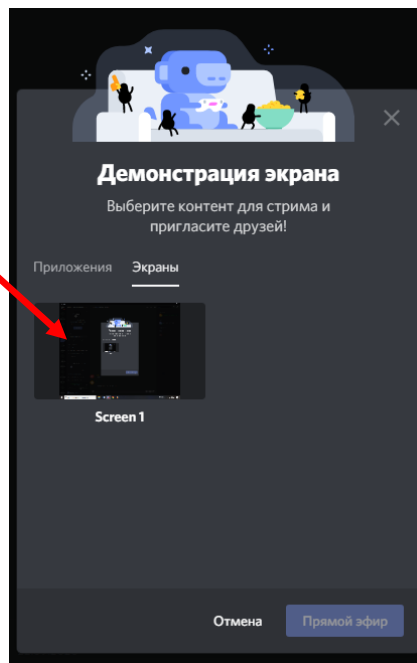 Демонстрация экрана
Выберите контент для стрима и
пригласите друзей!
Приложения Экраны
Screen 1
Отмена Прямой эфир